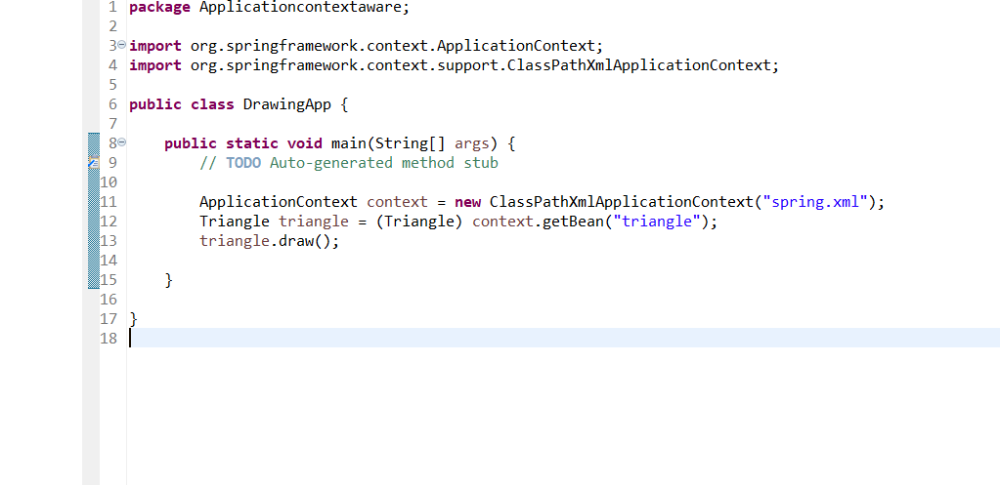 1 package Applicationcontextaware;
2
3 import org.springframework.context.ApplicationContext;
4 import org.springframework.context.support.ClassPathXmlApplicationContext;
5
6 public class DrawingApp {
7
8     public static void main(String[] args) {
9         // TODO Auto-generated method stub
10
11         ApplicationContext context = new ClassPathXmlApplicationContext("spring.xml");
12         Triangle triangle = (Triangle) context.getBean("triangle");
13         triangle.draw();
14
15     }
16
17 }
18